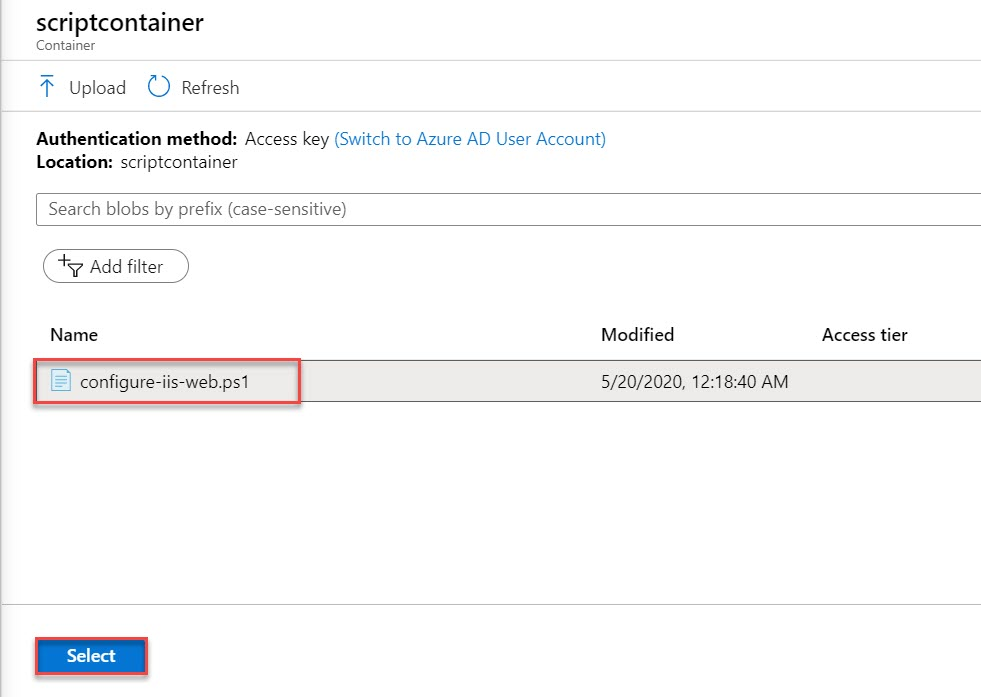 scriptcontainer
Container
Upload Refresh
Authentication method: Access key (Switch to Azure AD User Account)
Location: scriptcontainer
Search blobs by prefix (case-sensitive)
Add filter
Name Modified Access tier
configure-iis-web.ps1 5/20/2020, 12:18:40 AM
Select